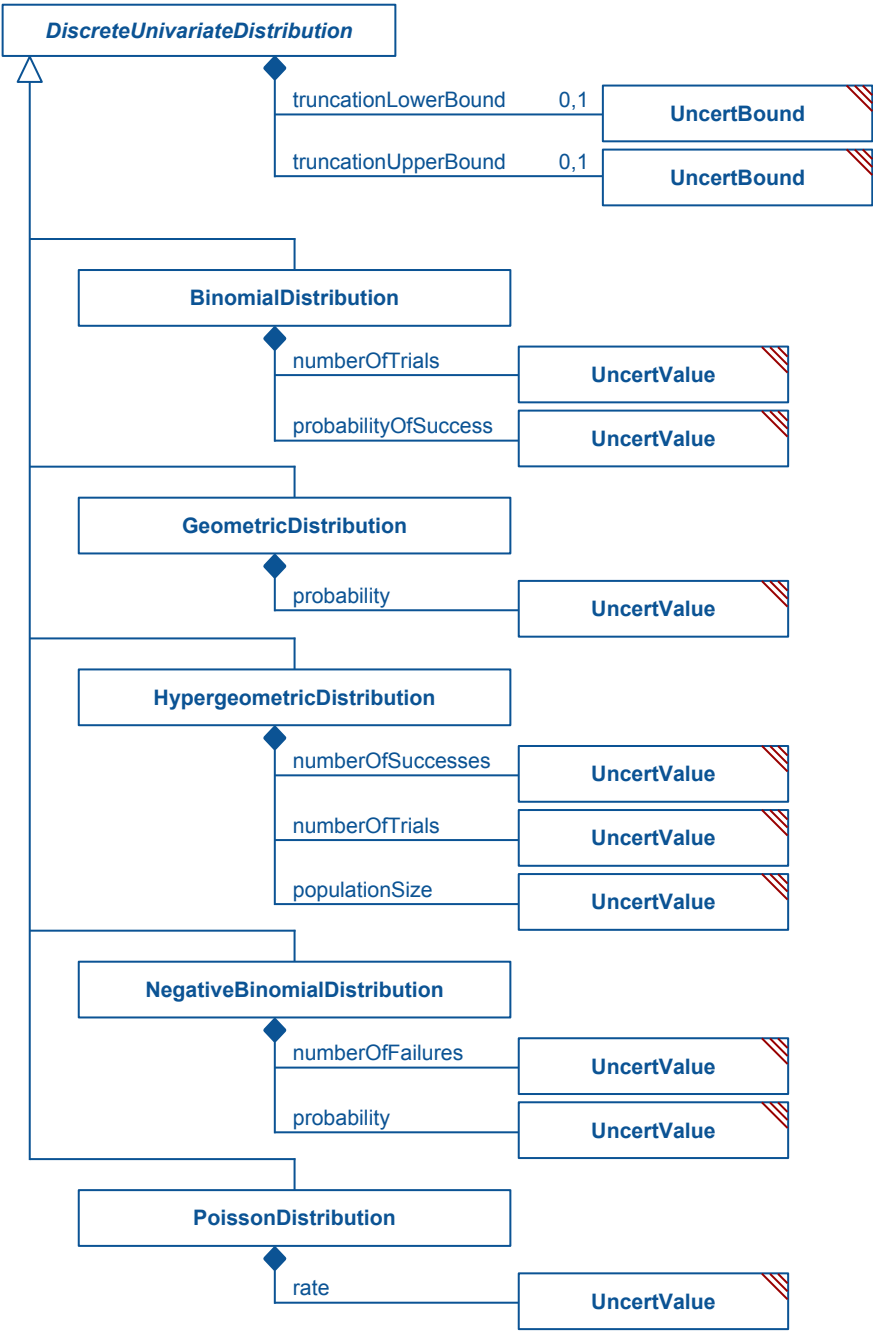 DiscreteUnivariateDistribution
truncationLowerBound 0,1 UncertBound
truncationUpperBound 0,1 UncertBound
BinomialDistribution
numberOfTrials UncertValue
probabilityOfSuccess UncertValue
GeometricDistribution
probability UncertValue
HypergeometricDistribution
numberOfSuccesses UncertValue
numberOfTrials UncertValue
populationSize UncertValue
NegativeBinomialDistribution
numberOfFailures UncertValue
probability UncertValue
PoissonDistribution
rate UncertValue